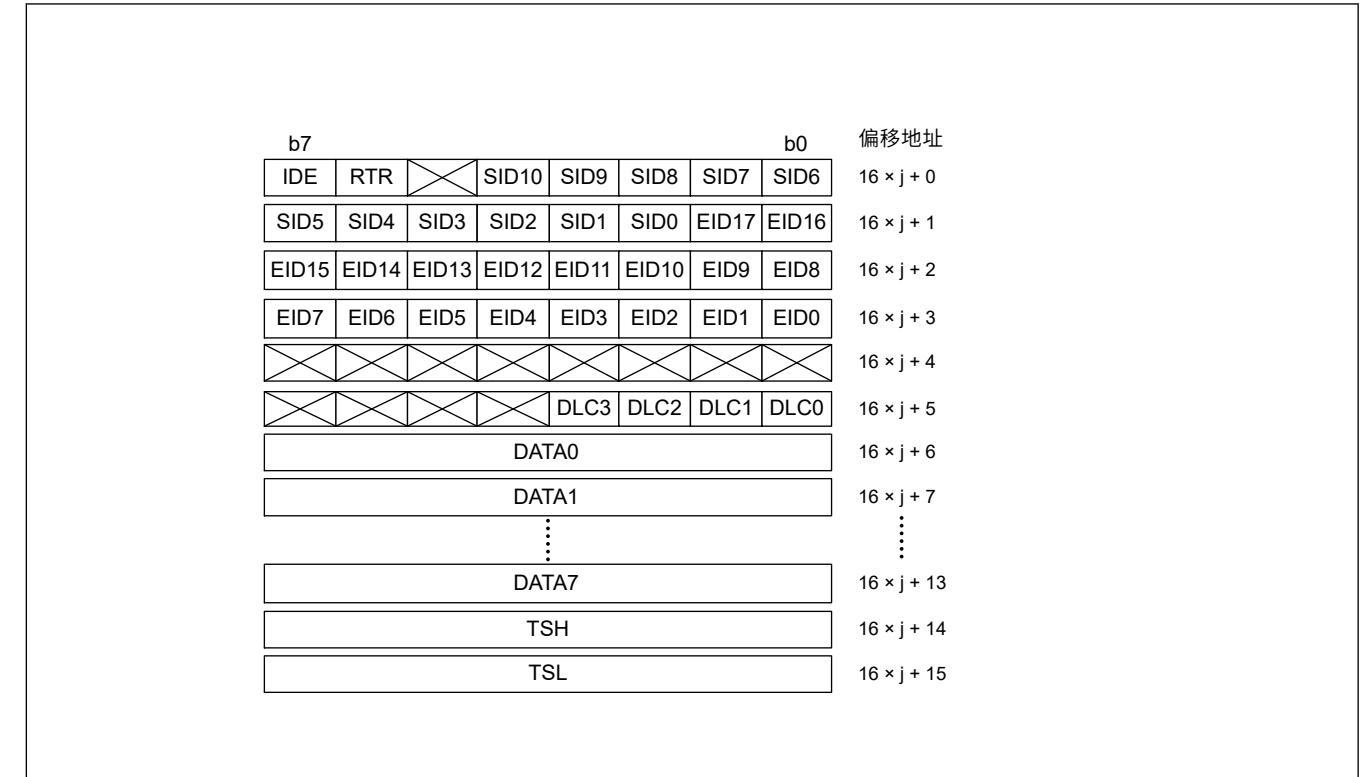 b7 b0 偏移地址
IDE RTR SID10 SID9 SID8 SID7 SID6 16 × j + 0
SID5 SID4 SID3 SID2 SID1 SID0 EID17 EID16 16 × j + 1
EID15 EID14 EID13 EID12 EID11 EID10 EID9 EID8 16 × j + 2
EID7 EID6 EID5 EID4 EID3 EID2 EID1 EID0 16 × j + 3
16 × j + 4
DLC3 DLC2 DLC1 DLC0 16 × j + 5
DATA0 16 × j + 6
DATA1 16 × j + 7
DATA7 16 × j + 13
TSH 16 × j + 14
TSL 16 × j + 15